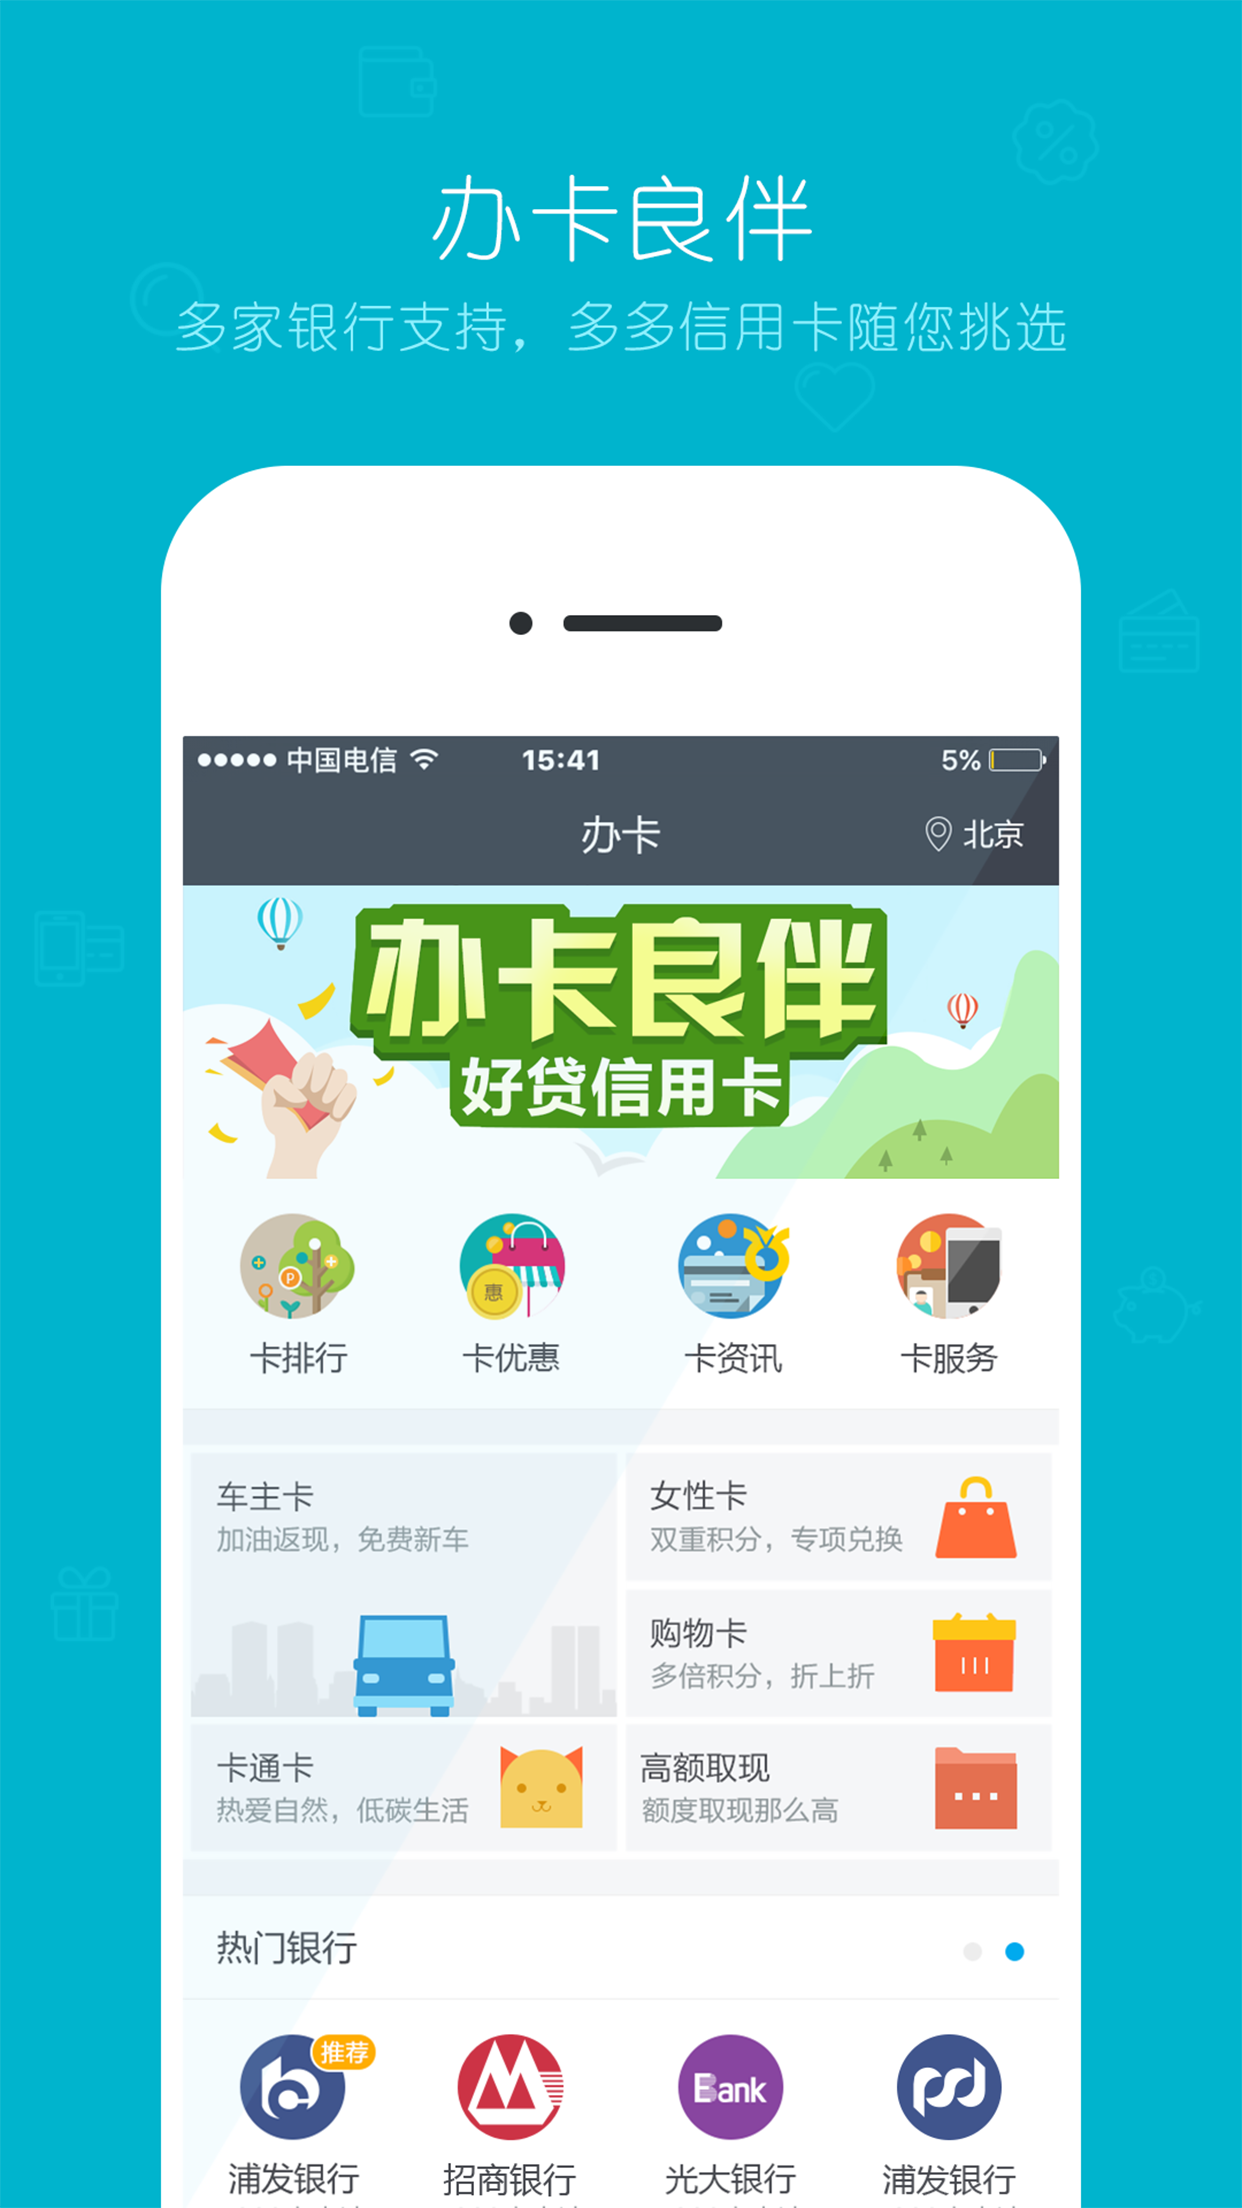 办卡良伴
多家银行支持，多多信用卡随您挑选
中国电信 15:41 5%
办卡 北京
办卡良伴
好贷信用卡
P 惠
卡排行 卡优惠 卡资讯 卡服务
车主卡
加油返现，免费新车
女性卡
双重积分，专项兑换
购物卡
多倍积分，折上折
卡通卡
热爱自然，低碳生活
高额取现
额度取现那么高
热门银行
推荐
Bank
浦发银行 招商银行 光大银行 浦发银行